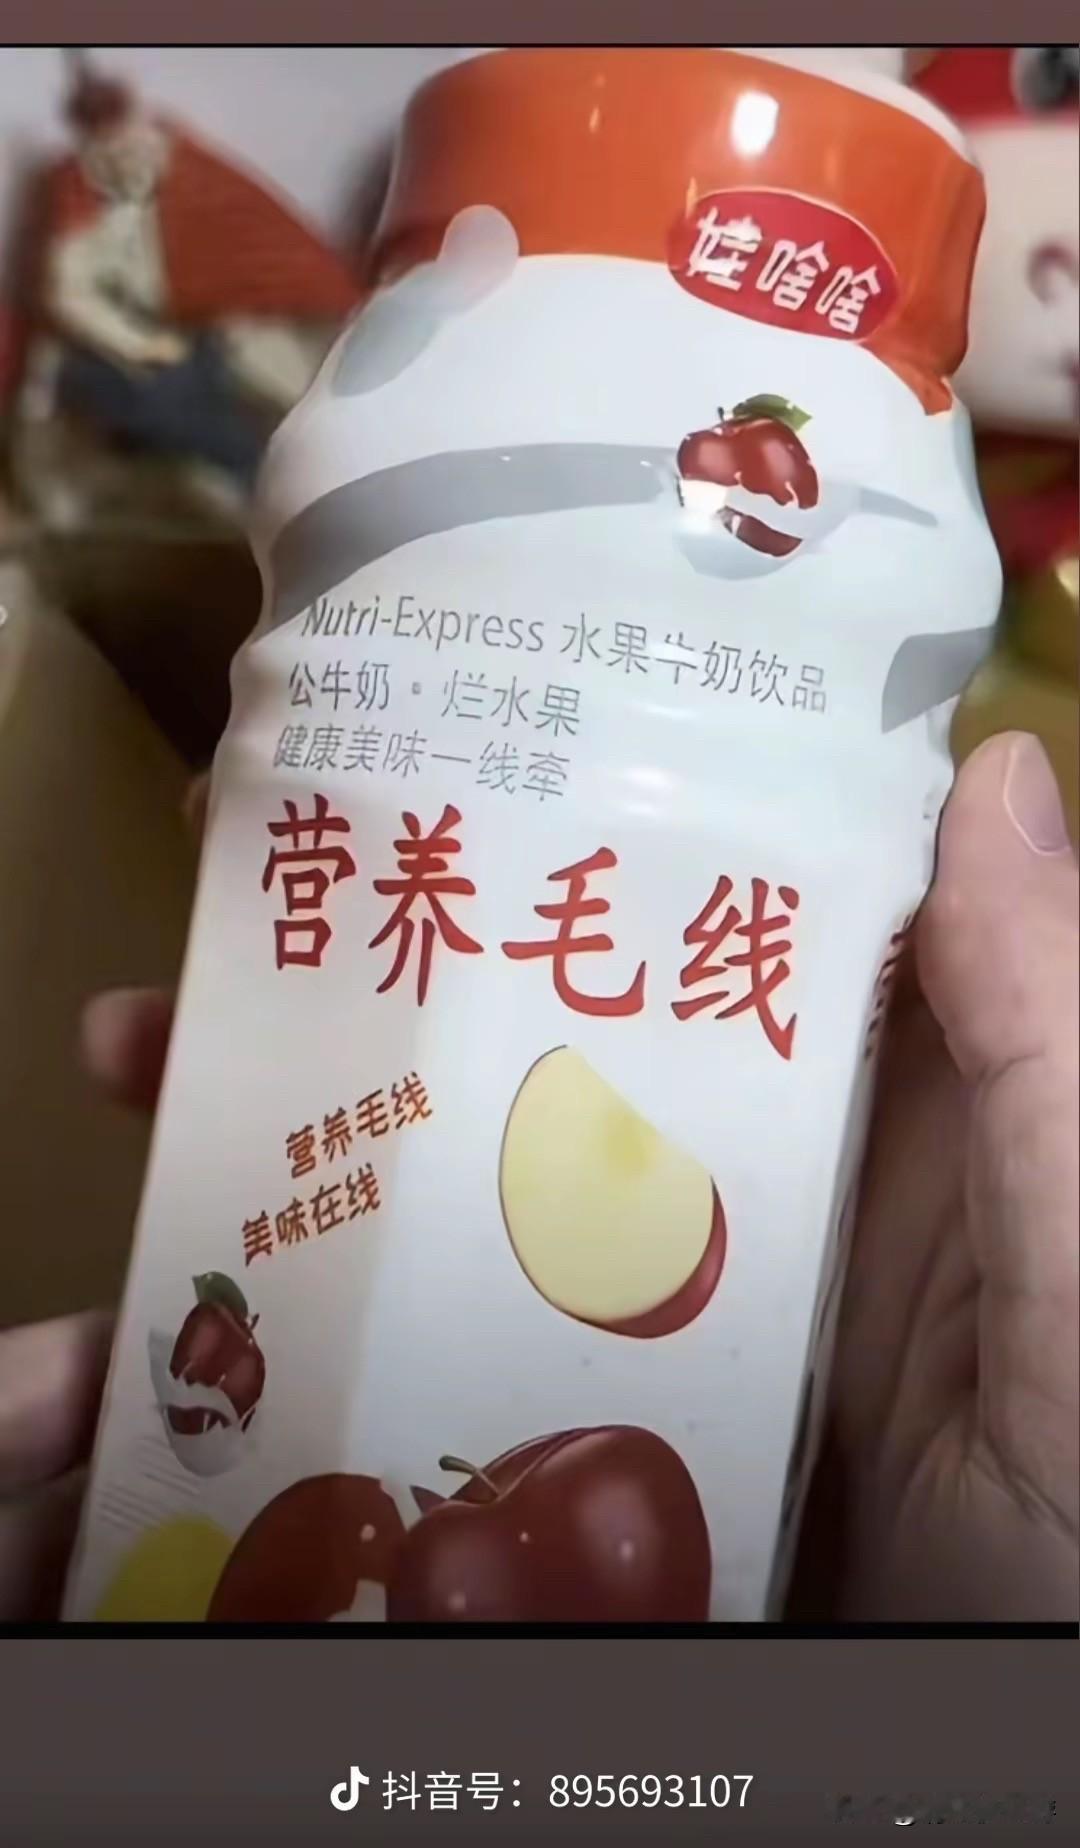 娃啥啥
Nutri-Express 水果牛奶饮品
公牛奶·烂水果
健康美味一线牵
营养毛线
营养毛线
美味在线
抖音号：895693107